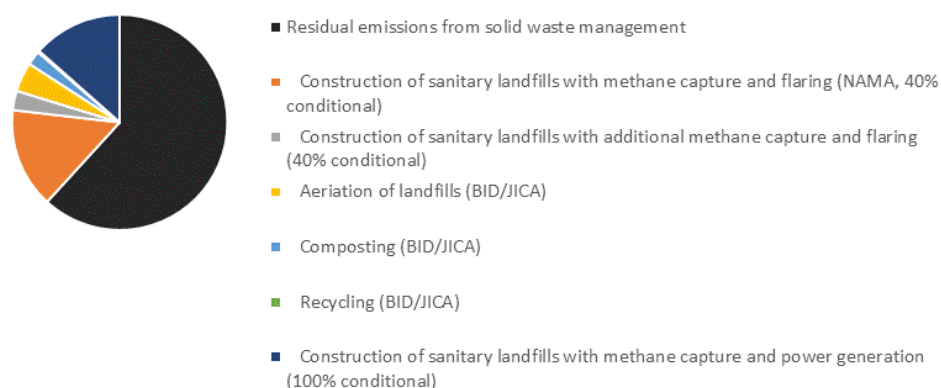 Residual emissions from solid waste management
Construction of sanitary landfills with methane capture and flaring (NAMA, 40%
conditional)
Construction of sanitary landfills with additional methane capture and flaring
(40% conditional)
Aeriation of landfills (BID/JICA)
Composting (BID/JICA)
Recycling (BID/JICA)
Construction of sanitary landfills with methane capture and power generation
(100% conditional)